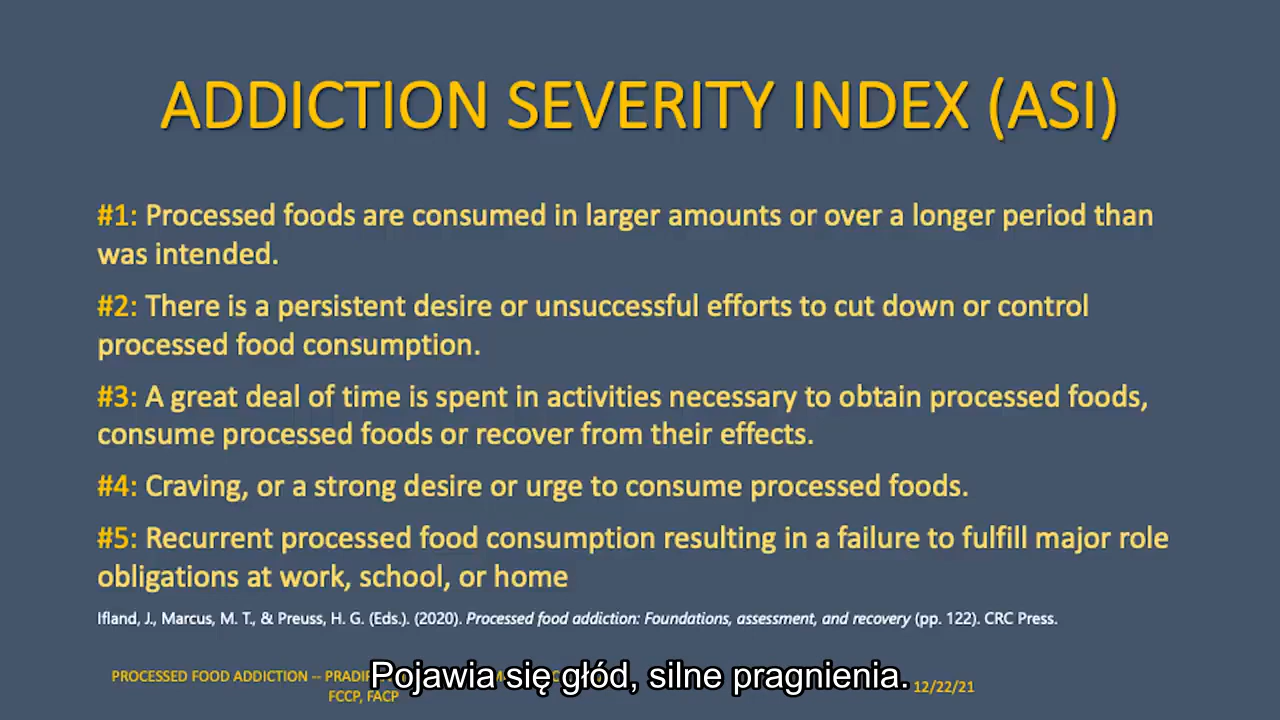 ADDICTION SEVERITY INDEX (ASI)
#1: Processed foods are consumed in larger amounts or over a longer period than
was intended.
#2: There is a persistent desire or unsuccessful efforts to cut down or control
processed food consumption.
#3: A great deal of time is spent in activities necessary to obtain processed foods,
consume processed foods or recover from their effects.
#4: Craving, or a strong desire or urge to consume processed foods.
#5: Recurrent processed food consumption resulting in a failure to fulfill major role
obligations at work, school, or home
Ifland, J., Marcus, M. T., & Preuss, H. G. (Eds.). (2020). Processed food addiction: Foundations, assessment, and recovery (pp. 122). CRC Press.
PROCESSED FOOD ADDICTION --
FCCP, FACP
12/22/21
Pojawia się głód, silne pragnienia.